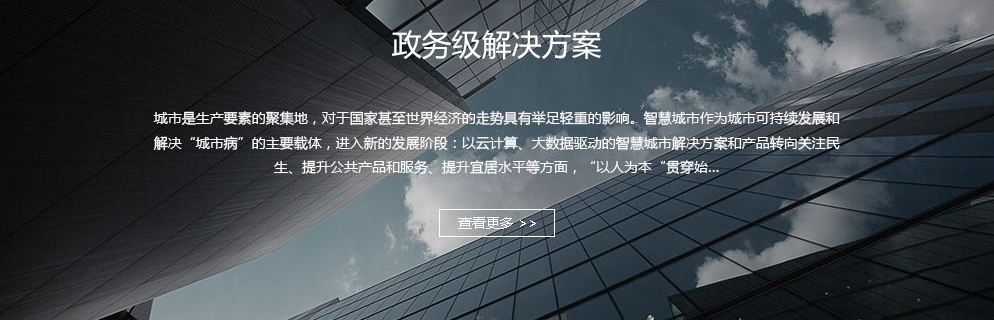 政务级解决方案
城市是生产要素的聚集地，对于国家甚至世界经济的走势具有举足轻重的影响。智慧城市作为城市可持续发展和
解决“城市病”的主要载体，进入新的发展阶段：以云计算、大数据驱动的智慧城市解决方案和产品转向关注民
生、提升公共产品和服务、提升宜居水平等方面，“以人为本“贯穿始...
查看更多 >>